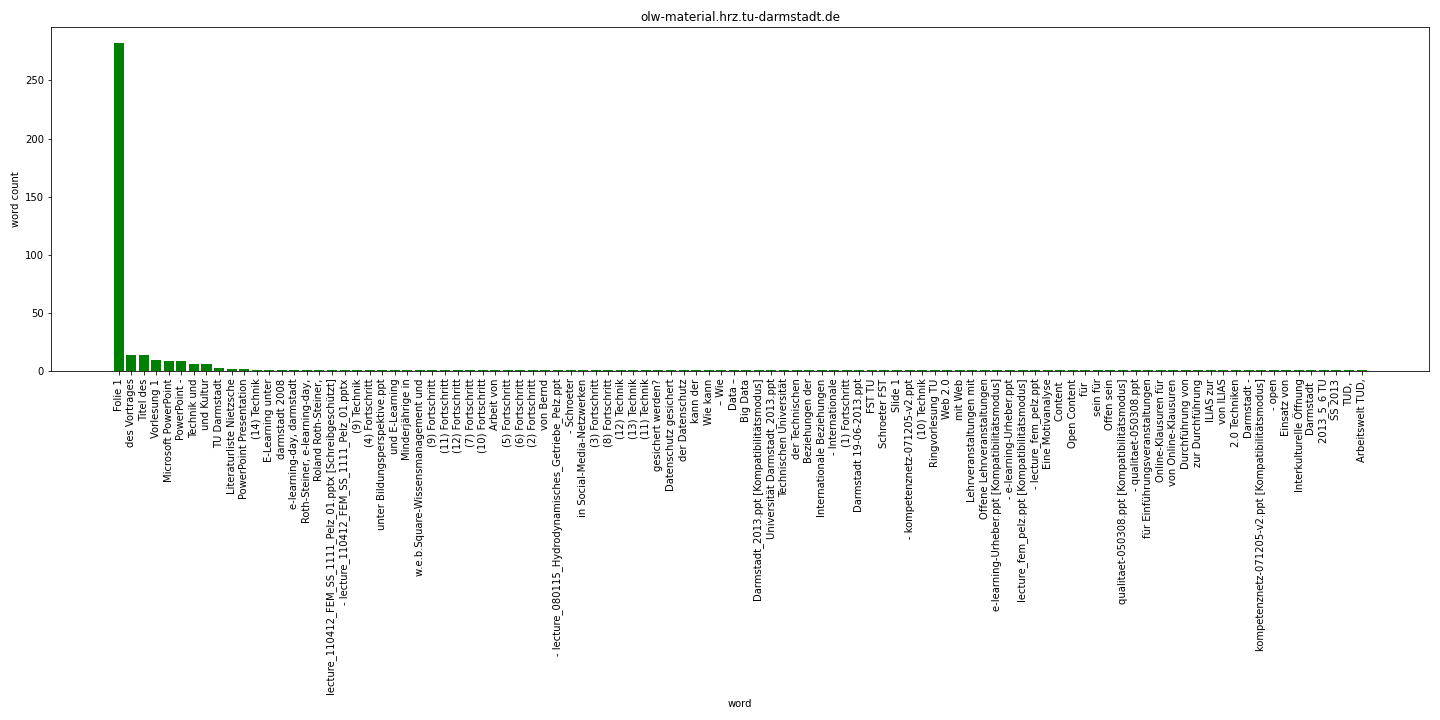 olw-material.hrz.tu-darmstadt.de
250
200
150
100
50
0
word count
Folie 1
des Vortrages
Titel des
Vorlesung 1
Microsoft PowerPoint
PowerPoint -
Technik und
und Kultur
TU Darmstadt
Literaturliste Nietzsche
PowerPoint Presentation
(14) Technik
E-Learning unter
darmstadt 2008
e-learning-day, darmstadt
Roth-Steiner, e-learning-day,
Roland Roth-Steiner,
lecture_110412_FEM_SS_1111_Pelz_01.pptx [Schreibgeschützt]
- lecture_110412_FEM_SS_1111_Pelz_01.pptx
(9) Technik
(4) Fortschritt
unter Bildungsperspektive.ppt
und E-Learning
Minderjährige in
w.e.b.Square-Wissensmanagement und
(9) Fortschritt
(11) Fortschritt
(12) Fortschritt
(7) Fortschritt
(10) Fortschritt
Arbeit von
(5) Fortschritt
(6) Fortschritt
(2) Fortschritt
von Bernd
- lecture_080115_Hydrodynamisches_Getriebe_Pelz.ppt
- Schroeter
in Social-Media-Netzwerken
(3) Fortschritt
(8) Fortschritt
(12) Technik
(13) Technik
(11) Technik
gesichert werden?
Datenschutz gesichert
der Datenschutz
kann der
Wie kann
– Wie
Data –
Big Data
Darmstadt_2013.ppt [Kompatibilitätsmodus]
Universität Darmstadt_2013.ppt
Technischen Universität
der Technischen
Beziehungen der
Internationale Beziehungen
- Internationale
(1) Fortschritt
Darmstadt 19-06-2013.ppt
FST TU
Schroeter FST
Slide 1
- kompetenznetz-071205-v2.ppt
(10) Technik
Ringvorlesung TU
Web 2.0
mit Web
Lehrveranstaltungen mit
Offene Lehrveranstaltungen
e-learning-Urheber.ppt [Kompatibilitätsmodus]
- e-learning-Urheber.ppt
lecture_fem_pelz.ppt [Kompatibilitätsmodus]
- lecture_fem_pelz.ppt
Eine Motivanalyse
Content
Open Content
für
sein für
Offen sein
qualitaet-050308.ppt [Kompatibilitätsmodus]
- qualitaet-050308.ppt
für Einführungsveranstaltungen
Online-Klausuren für
von Online-Klausuren
Durchführung von
zur Durchführung
ILIAS zur
von ILIAS
2.0 Techniken
Darmstadt -
kompetenznetz-071205-v2.ppt [Kompatibilitätsmodus]
open
Einsatz von
Interkulturelle Öffnung
Darmstadt
2013_5_6 TU
SS 2013
TUD,
Arbeitswelt TUD,
word